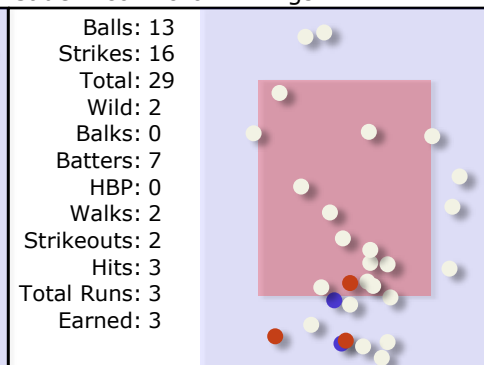 Balls: 13
Strikes: 16
Total: 29
Wild: 2
Balks: 0
Batters: 7
HBP: 0
Walks: 2
Strikeouts: 2
Hits: 3
Total Runs: 3
Earned: 3